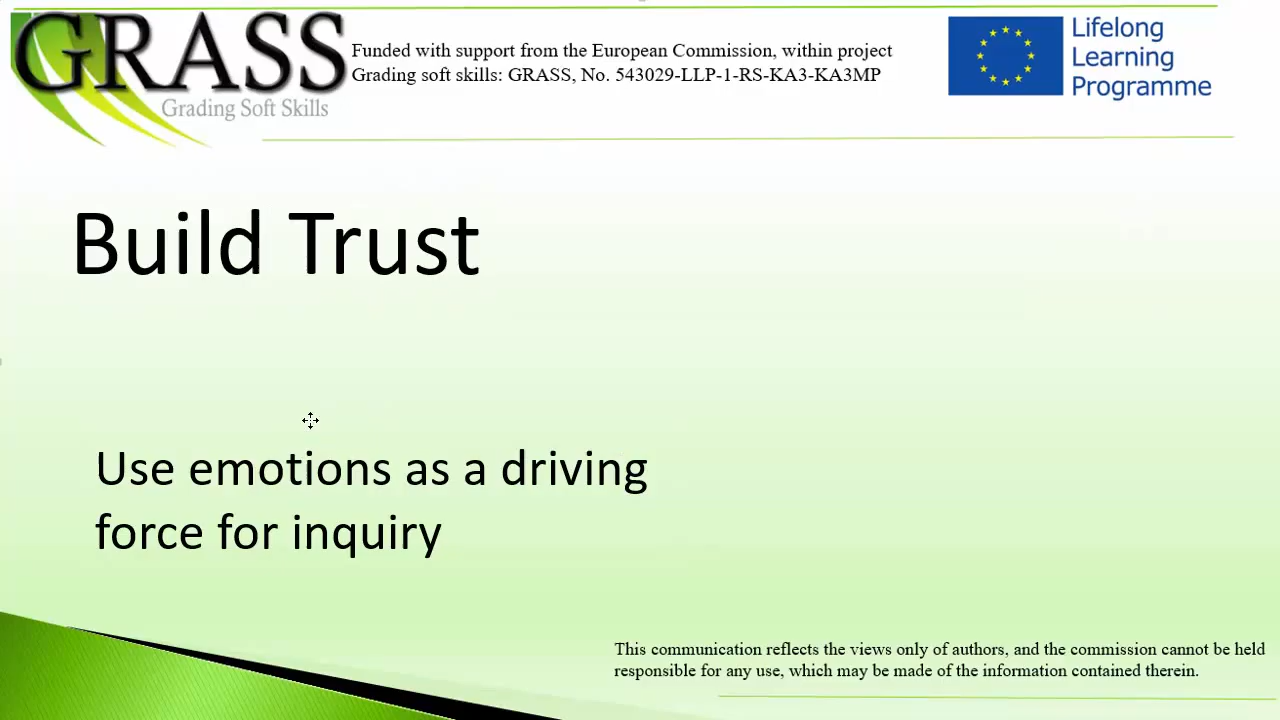 GRASS
Grading Soft Skills
Funded with support from the European Commission, within project
Grading soft skills: GRASS, No. 543029-LLP-1-RS-KA3-KA3MP
Lifelong
Learning
Programme
Build Trust
Use emotions as a driving
force for inquiry
This communication reflects the views only of authors, and the commission cannot be held
responsible for any use, which may be made of the information contained therein.